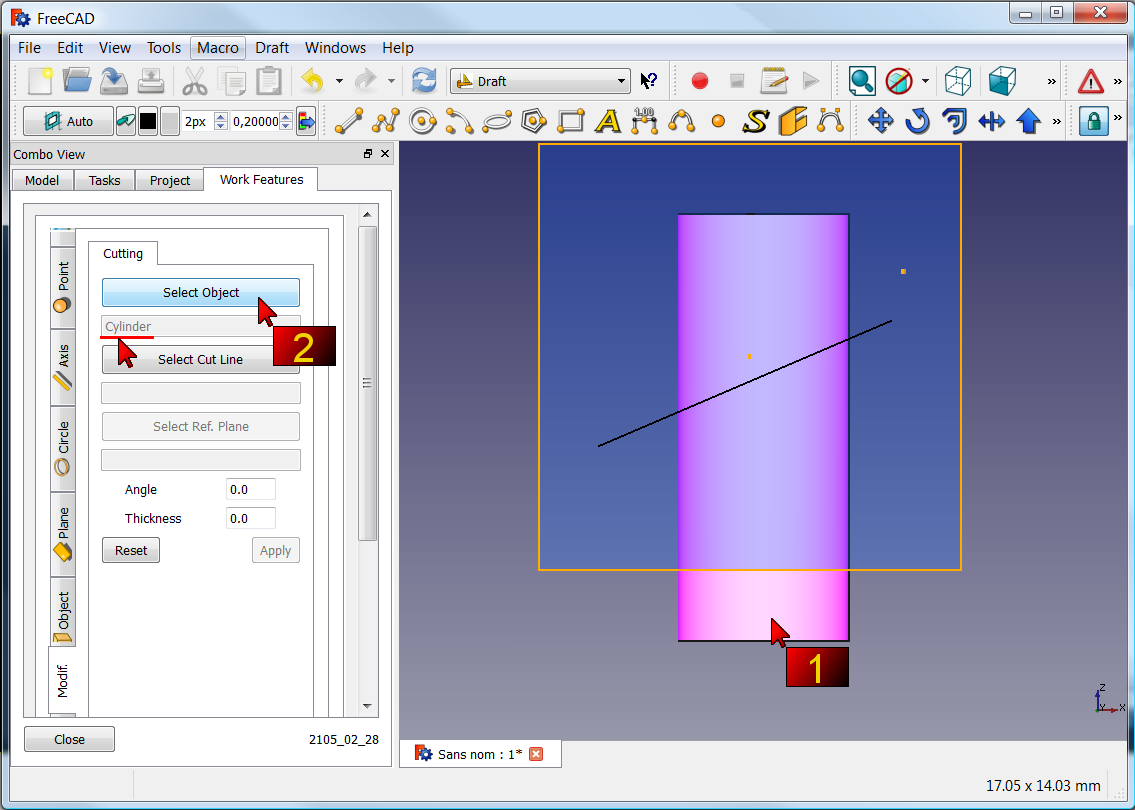 FreeCAD
File Edit View Tools Macro Draft Windows Help
Draft
Auto 2px 0,20000 1.00
Combo View
Model Tasks Project Work Features
Cutting
Select Object
Cylinder
2
Select Cut Line
Select Ref. Plane
Angle 0.0
Thickness 0.0
Reset Apply
Point
Axis
Circle
Plane
Object
Modif.
1
Z
Y X
Close 2105_02_28
Sans nom : 1*
17.05 x 14.03 mm